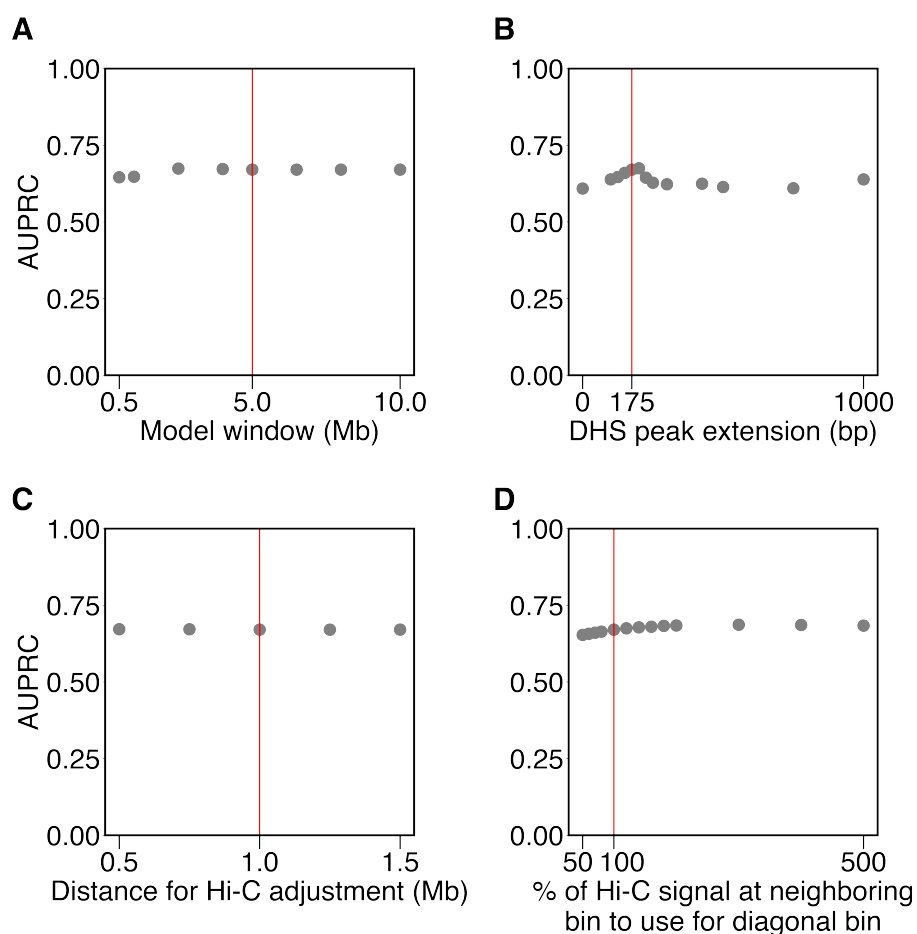 A
1.00
0.75
0.50
0.25
0.00
AUPRC
0.5 5.0 10.0
Model window (Mb)
B
1.00
0.75
0.50
0.25
0.00
0 175 1000
DHS peak extension (bp)
C
1.00
0.75
0.50
0.25
0.00
AUPRC
0.5 1.0 1.5
Distance for Hi-C adjustment (Mb)
D
1.00
0.75
0.50
0.25
0.00
50 100 500
% of Hi-C signal at neighboring
bin to use for diagonal bin